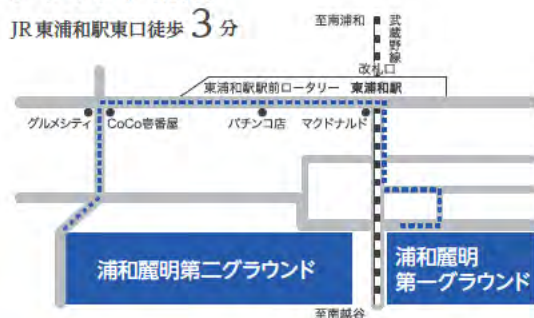 JR東浦和駅東口徒歩 3 分
至南浦和
武蔵野線
改札口
東浦和駅駅前ロータリー 東浦和駅
グルメシティ
CoCo壱番屋
パチンコ店
マクドナルド
浦和麗明第二グラウンド
浦和麗明
第一グラウンド
至南越谷